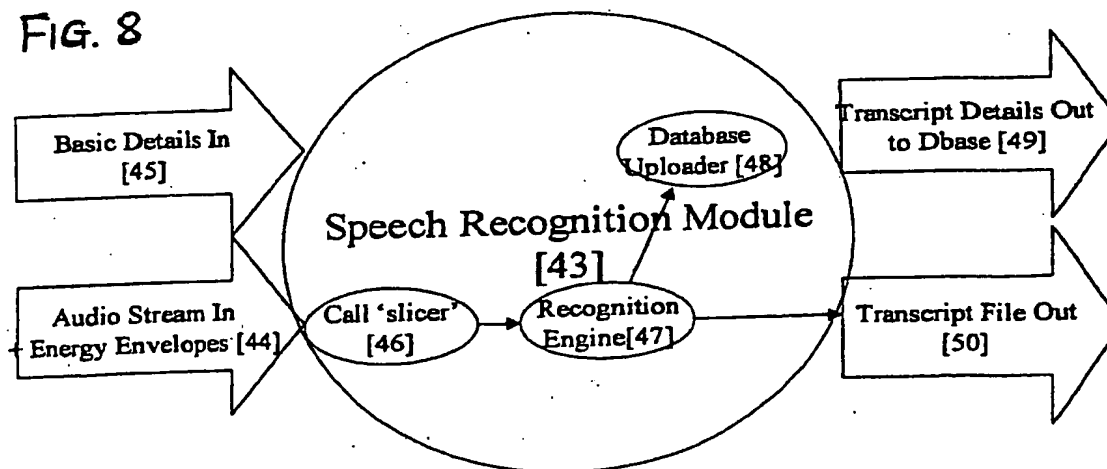 FIG. 8
Basic Details In
[45]
Audio Stream In
+ Energy Envelopes [44]
Speech Recognition Module
[43]
Database
Uploader [48]
Call ‘slicer’
[46]
Recognition
Engine[47]
Transcript Details Out
to Dbase [49]
Transcript File Out
[50]